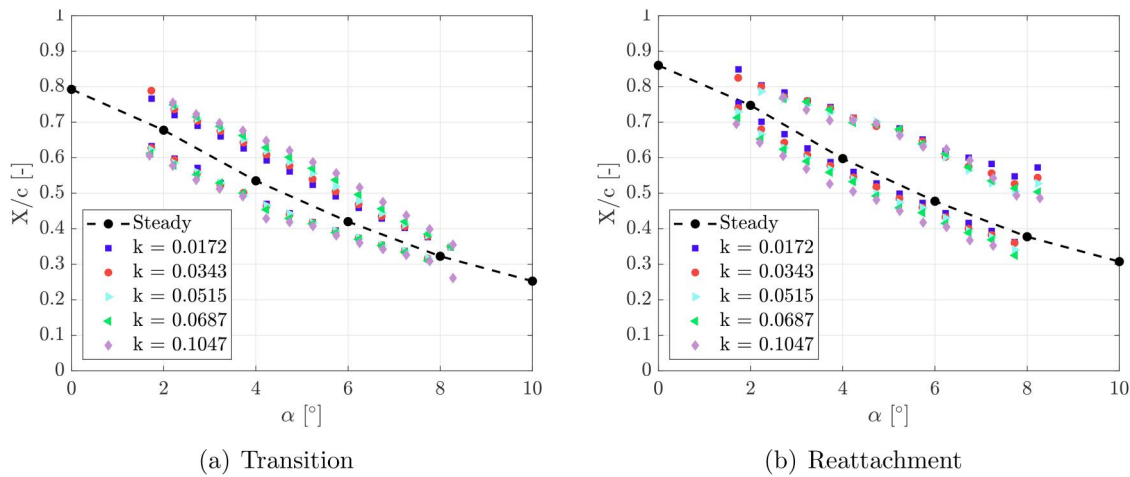 1
0.9
0.8
0.7
0.6
0.5
0.4
0.3
0.2
0.1
0
X/c [-]
Steady
k = 0.0172
k = 0.0343
k = 0.0515
k = 0.0687
k = 0.1047
0 2 4 6 8 10
α [°]
(a) Transition
1
0.9
0.8
0.7
0.6
0.5
0.4
0.3
0.2
0.1
0
X/c [-]
Steady
k = 0.0172
k = 0.0343
k = 0.0515
k = 0.0687
k = 0.1047
0 2 4 6 8 10
α [°]
(b) Reattachment